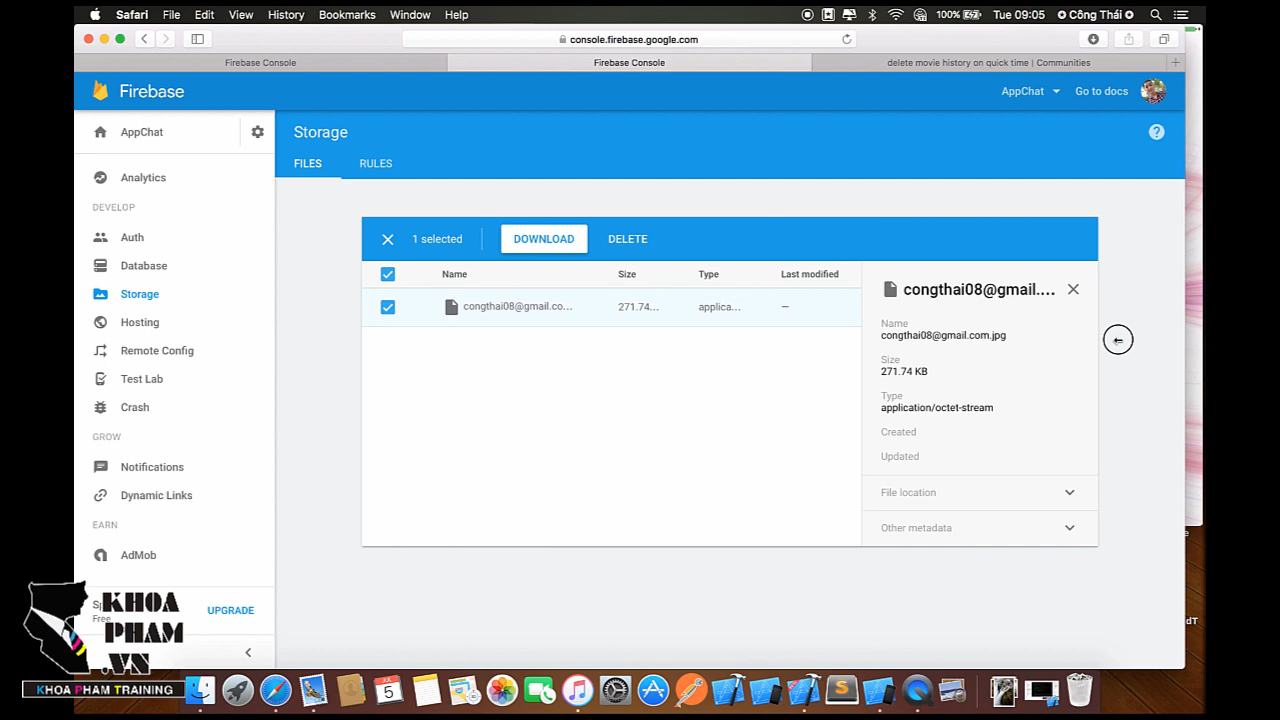 Safari File Edit View History Bookmarks Window Help
100% Tue 09:05 Công Thái
console.firebase.google.com
Firebase Console
Firebase Console
delete movie history on quick time | Communities
Firebase
AppChat
Go to docs
AppChat
Storage
FILES
RULES
Analytics
DEVELOP
Auth
Database
Storage
Hosting
Remote Config
Test Lab
Crash
GROW
Notifications
Dynamic Links
EARN
AdMob
Free
UPGRADE
1 selected
DOWNLOAD
DELETE
Name Size Type Last modified
congthai08@gmail.co... 271.74... applica... –
congthai08@gmail....
Name
congthai08@gmail.com.jpg
Size
271.74 KB
Type
application/octet-stream
Created
Updated
File location
Other metadata
KHOA
PHAM
.VN
KHOA PHAM TRAINING
JUL
5